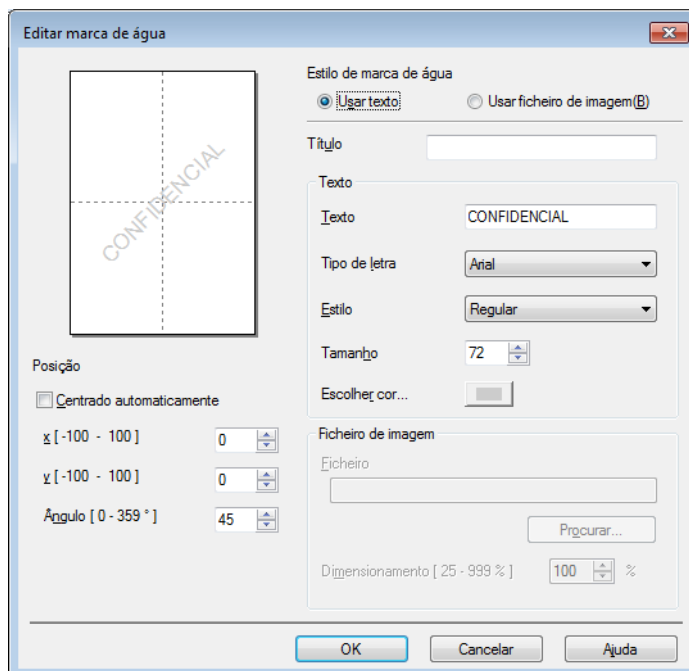 Editar marca de água
CONFIDENCIAL
Estilo de marca de água
Usar texto
Usar ficheiro de imagem(B)
Título
Texto
Texto CONFIDENCIAL
Tipo de letra Arial
Estilo Regular
Tamanho 72
Escolher cor...
Posição
Centrado automaticamente
x [ -100 - 100 ] 0
y [ -100 - 100 ] 0
Ângulo [ 0 - 359 ° ] 45
Ficheiro de imagem
Ficheiro
Procurar...
Dimensionamento [ 25 - 999 % ] 100 %
OK Cancelar Ajuda